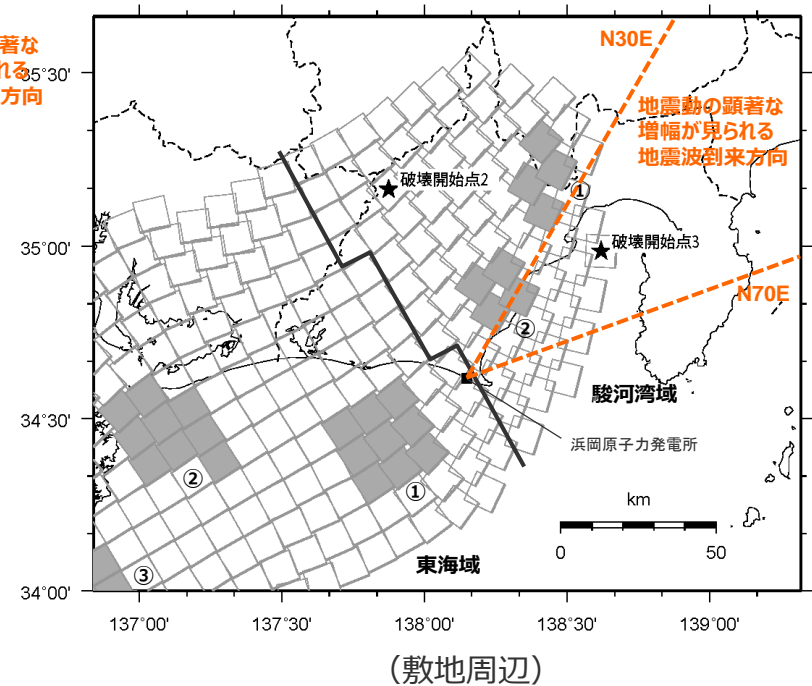 著な
れる
方向
N30E
35°30'
地震動の顕著な
増幅が見られる
地震波到来方向
破壊開始点2
①
35°00'
破壊開始点3
N70E
②
駿河湾域
34°30'
浜岡原子力発電所
②
①
km
0 50
③
東海域
34°00'
137°00' 137°30' 138°00' 138°30' 139°00'
（敷地周辺）